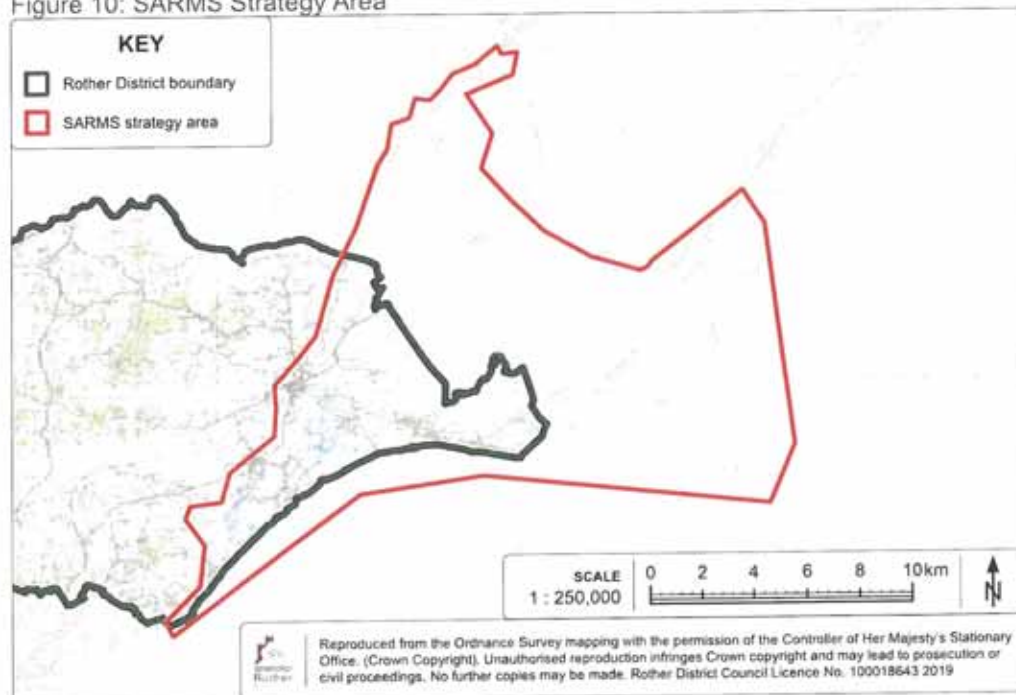 Figure 10: SARMS Strategy Area
KEY
Rother District boundary
SARMS strategy area
SCALE
1 : 250,000
0 2 4 6 8 10km
N
Rother
Reproduced from the Ordnance Survey mapping with the permission of the Controller of Her Majesty's Stationary
Office. (Crown Copyright). Unauthorised reproduction infringes Crown copyright and may lead to prosecution or
civil proceedings. No further copies may be made. Rother District Council Licence No. 100018643 2019